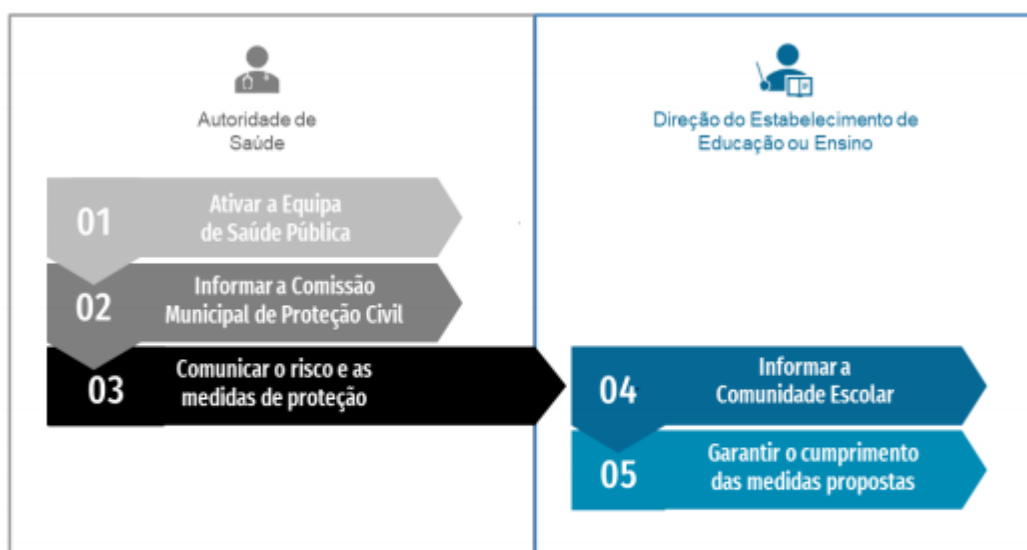 Autoridade de
Saúde
Direção do Estabelecimento de
Educação ou Ensino
01
Ativar a Equipa
de Saúde Pública
02
Informar a Comissão
Municipal de Proteção Civil
03
Comunicar o risco e as
medidas de proteção
04
Informar a
Comunidade Escolar
05
Garantir o cumprimento
das medidas propostas